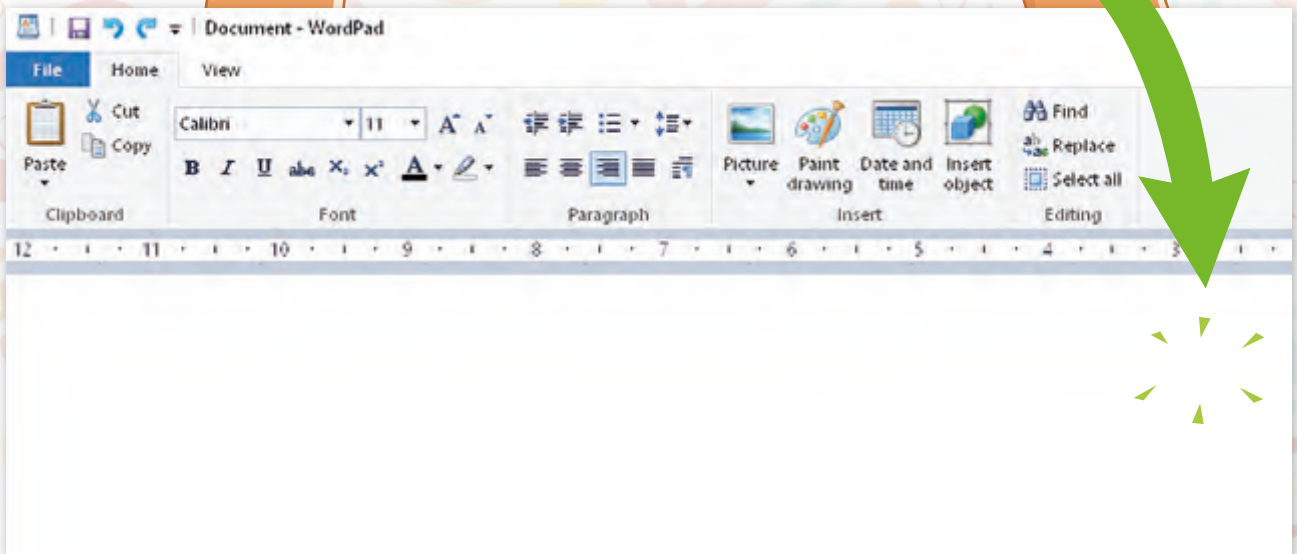 Document - WordPad
File Home View
Cut
Copy
Paste
Calibri 11 A A
B I U abc X₂ x² A
Picture
Paint drawing
Date and time
Insert object
Find
Replace
Select all
Clipboard Font Paragraph Insert Editing
12 11 10 9 8 7 6 5 4 3